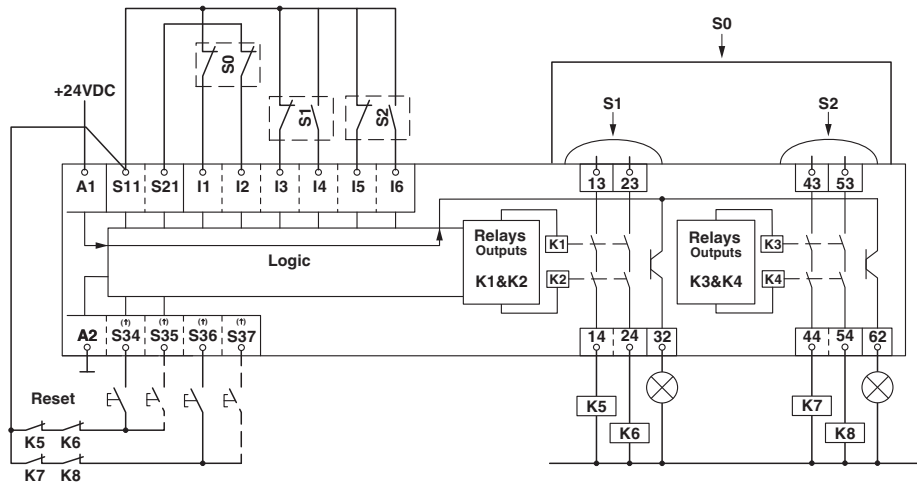 S0
+24VDC
S0
S1
S2
S1
S2
A1 S11 S21 I1 I2 I3 I4 I5 I6
13 23
43 53
Logic
Relays
Outputs
K1&K2
K1
K2
Relays
Outputs
K3&K4
K3
K4
A2 S34 S35 S36 S37
(†) (†) (†) (†)
14 24 32
44 54 62
Reset
K5 K6
K7 K8
K5
K6
K7
K8